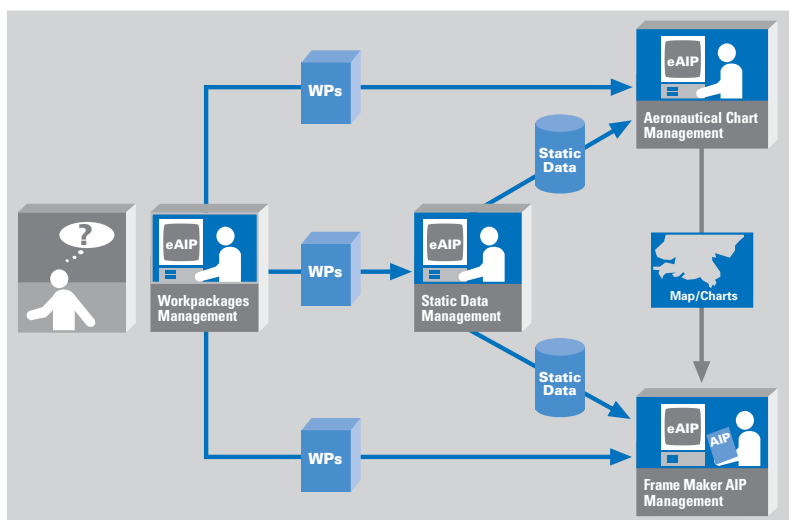 eAIP
WPs
Aeronautical Chart
Management
Static
Data
?
eAIP
Workpackages
Management
WPs
eAIP
Static Data
Management
Map/Charts
Static
Data
WPs
eAIP
AIP
Frame Maker AIP
Management